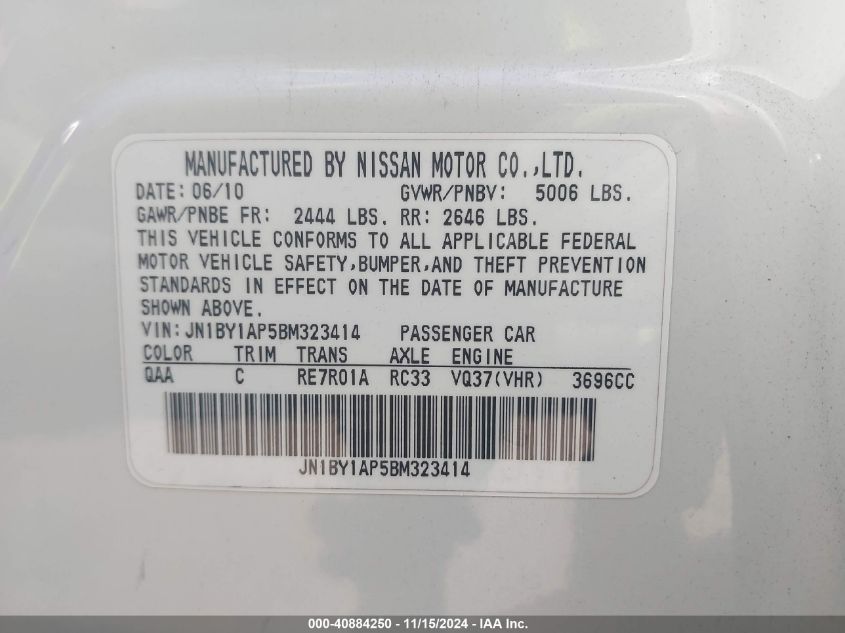 MANUFACTURED BY NISSAN MOTOR CO.,LTD.
DATE: 06/10 GVWR/PNBV: 5006 LBS.
GAWR/PNBE FR: 2444 LBS. RR: 2646 LBS.
THIS VEHICLE CONFORMS TO ALL APPLICABLE FEDERAL
MOTOR VEHICLE SAFETY,BUMPER,AND THEFT PREVENTION
STANDARDS IN EFFECT ON THE DATE OF MANUFACTURE
SHOWN ABOVE.
VIN:JN1BY1AP5BM323414 PASSENGER CAR
COLOR TRIM TRANS AXLE ENGINE
QAA C RE7R01A RC33 VQ37(VHR) 3696CC
JN1BY1AP5BM323414
000-40884250 - 11/15/2024 - IAA Inc.